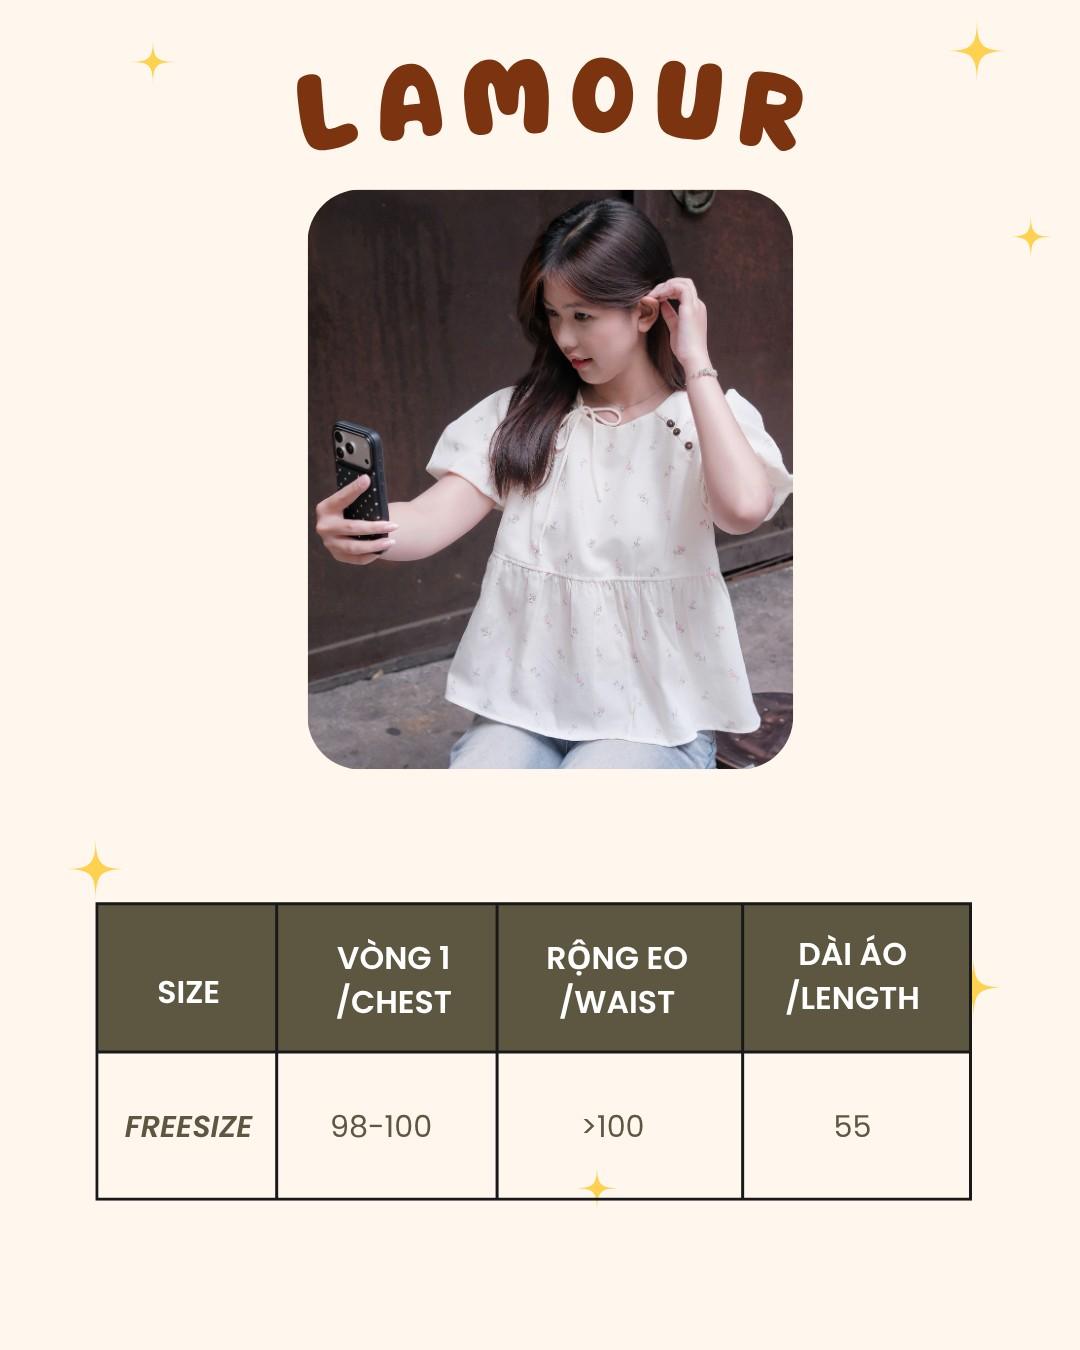 LAMOUR
SIZE
VÒNG 1
/CHEST
RỘNG EO
/WAIST
DÀI ÁO
/LENGTH
FREESIZE
98-100
>100
55